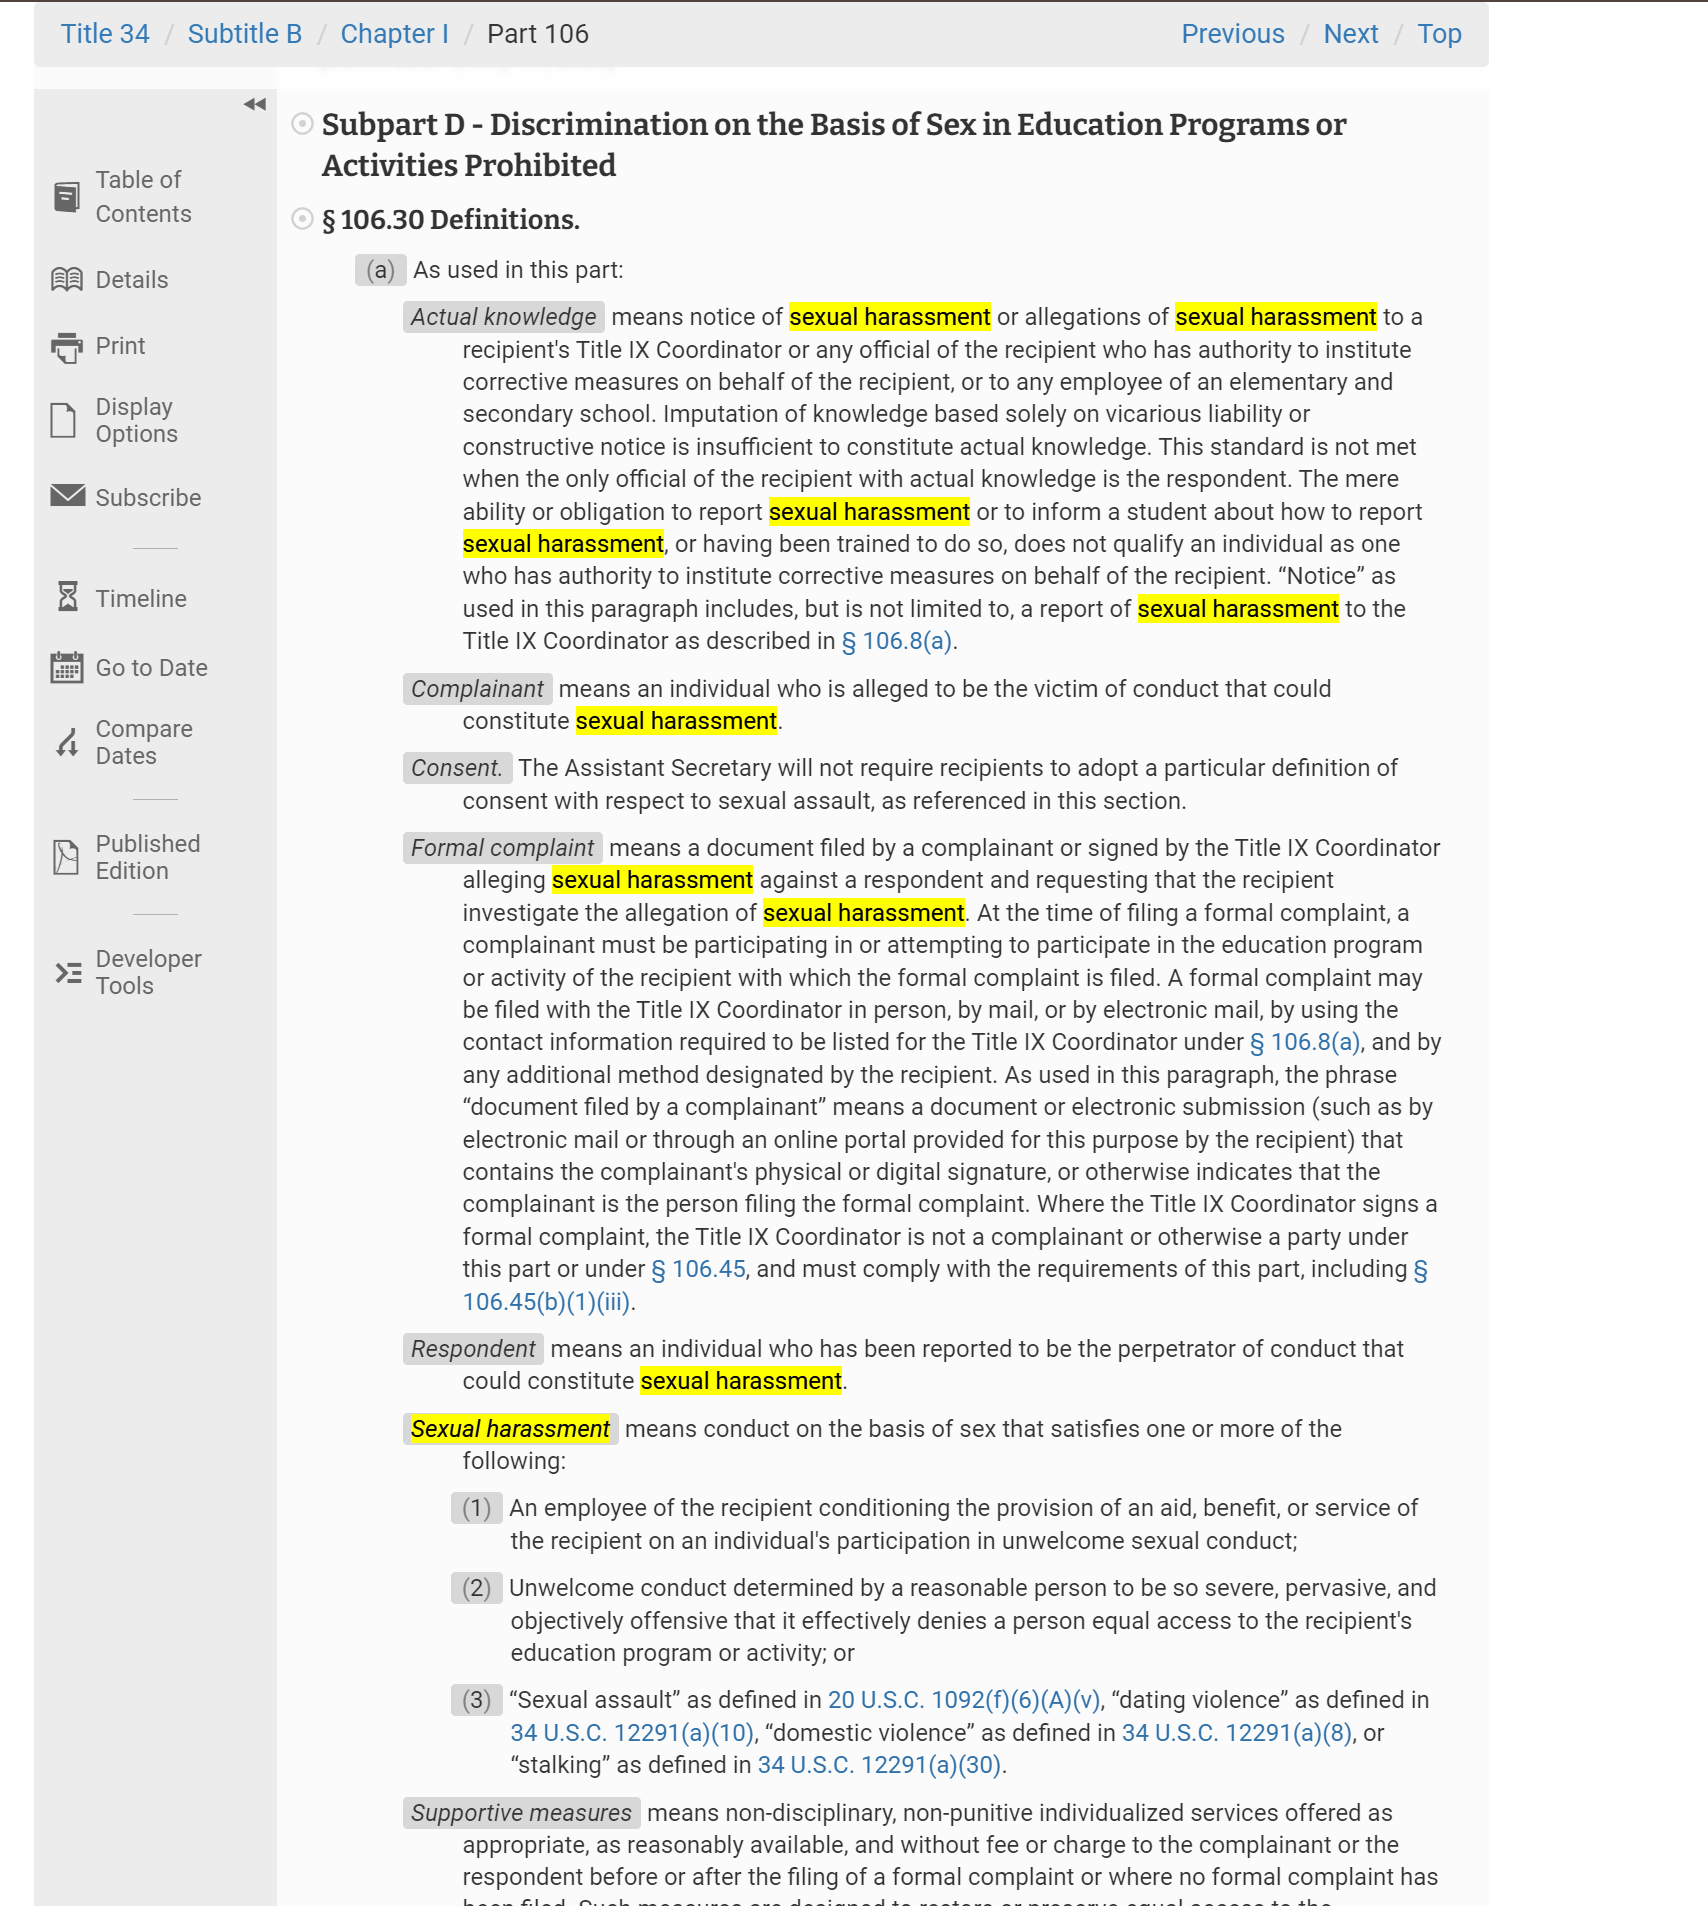 Title 34 / Subtitle B / Chapter I / Part 106
Previous / Next / Top
Table of
Contents
Details
Print
Display
Options
Subscribe
Timeline
Go to Date
Compare
Dates
Published
Edition
Developer
Tools
Subpart D - Discrimination on the Basis of Sex in Education Programs or
Activities Prohibited
§ 106.30 Definitions.
(a) As used in this part:
Actual knowledge means notice of sexual harassment or allegations of sexual harassment to a
recipient's Title IX Coordinator or any official of the recipient who has authority to institute
corrective measures on behalf of the recipient, or to any employee of an elementary and
secondary school. Imputation of knowledge based solely on vicarious liability or
constructive notice is insufficient to constitute actual knowledge. This standard is not met
when the only official of the recipient with actual knowledge is the respondent. The mere
ability or obligation to report sexual harassment or to inform a student about how to report
sexual harassment, or having been trained to do so, does not qualify an individual as one
who has authority to institute corrective measures on behalf of the recipient. “Notice” as
used in this paragraph includes, but is not limited to, a report of sexual harassment to the
Title IX Coordinator as described in § 106.8(a).
Complainant means an individual who is alleged to be the victim of conduct that could
constitute sexual harassment.
Consent. The Assistant Secretary will not require recipients to adopt a particular definition of
consent with respect to sexual assault, as referenced in this section.
Formal complaint means a document filed by a complainant or signed by the Title IX Coordinator
alleging sexual harassment against a respondent and requesting that the recipient
investigate the allegation of sexual harassment. At the time of filing a formal complaint, a
complainant must be participating in or attempting to participate in the education program
or activity of the recipient with which the formal complaint is filed. A formal complaint may
be filed with the Title IX Coordinator in person, by mail, or by electronic mail, by using the
contact information required to be listed for the Title IX Coordinator under § 106.8(a), and by
any additional method designated by the recipient. As used in this paragraph, the phrase
“document filed by a complainant” means a document or electronic submission (such as by
electronic mail or through an online portal provided for this purpose by the recipient) that
contains the complainant's physical or digital signature, or otherwise indicates that the
complainant is the person filing the formal complaint. Where the Title IX Coordinator signs a
formal complaint, the Title IX Coordinator is not a complainant or otherwise a party under
this part or under § 106.45, and must comply with the requirements of this part, including §
106.45(b)(1)(iii).
Respondent means an individual who has been reported to be the perpetrator of conduct that
could constitute sexual harassment.
Sexual harassment means conduct on the basis of sex that satisfies one or more of the
following:
(1) An employee of the recipient conditioning the provision of an aid, benefit, or service of
the recipient on an individual's participation in unwelcome sexual conduct;
(2) Unwelcome conduct determined by a reasonable person to be so severe, pervasive, and
objectively offensive that it effectively denies a person equal access to the recipient's
education program or activity; or
(3) “Sexual assault” as defined in 20 U.S.C. 1092(f)(6)(A)(v), “dating violence” as defined in
34 U.S.C. 12291(a)(10), “domestic violence” as defined in 34 U.S.C. 12291(a)(8), or
“stalking” as defined in 34 U.S.C. 12291(a)(30).
Supportive measures means non-disciplinary, non-punitive individualized services offered as
appropriate, as reasonably available, and without fee or charge to the complainant or the
respondent before or after the filing of a formal complaint or where no formal complaint has
been filed. Such measures are designed to restore or preserve equal access to the